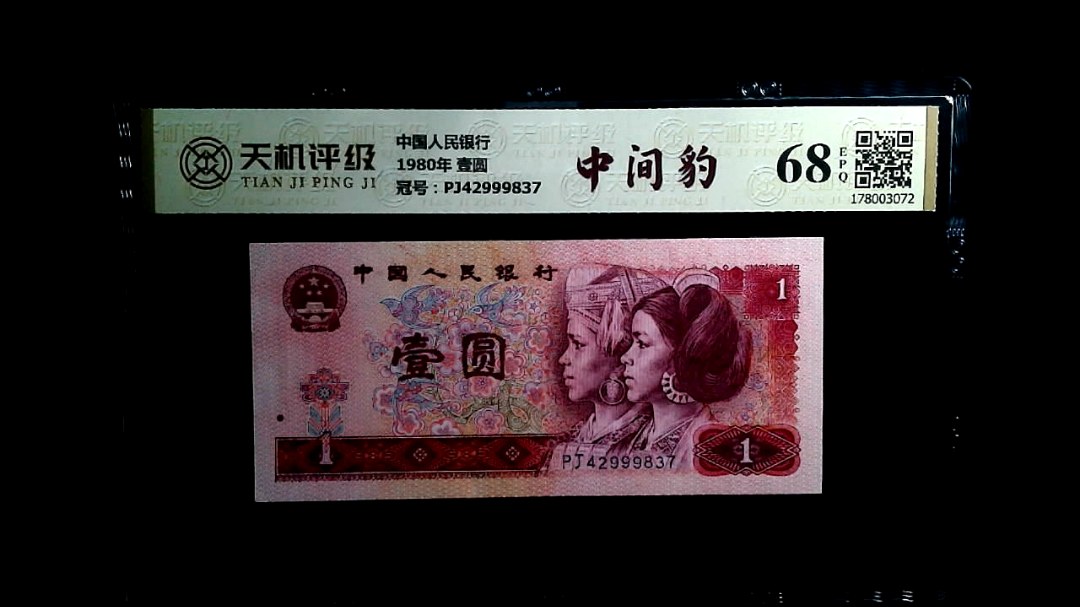 天机评级
TIAN JI PING JI
中国人民银行
1980年 壹圆
冠号：PJ42999837
中间豹
68
EPQ
178003072
中国人民银行
1
壹圆
1
PJ42999837
1